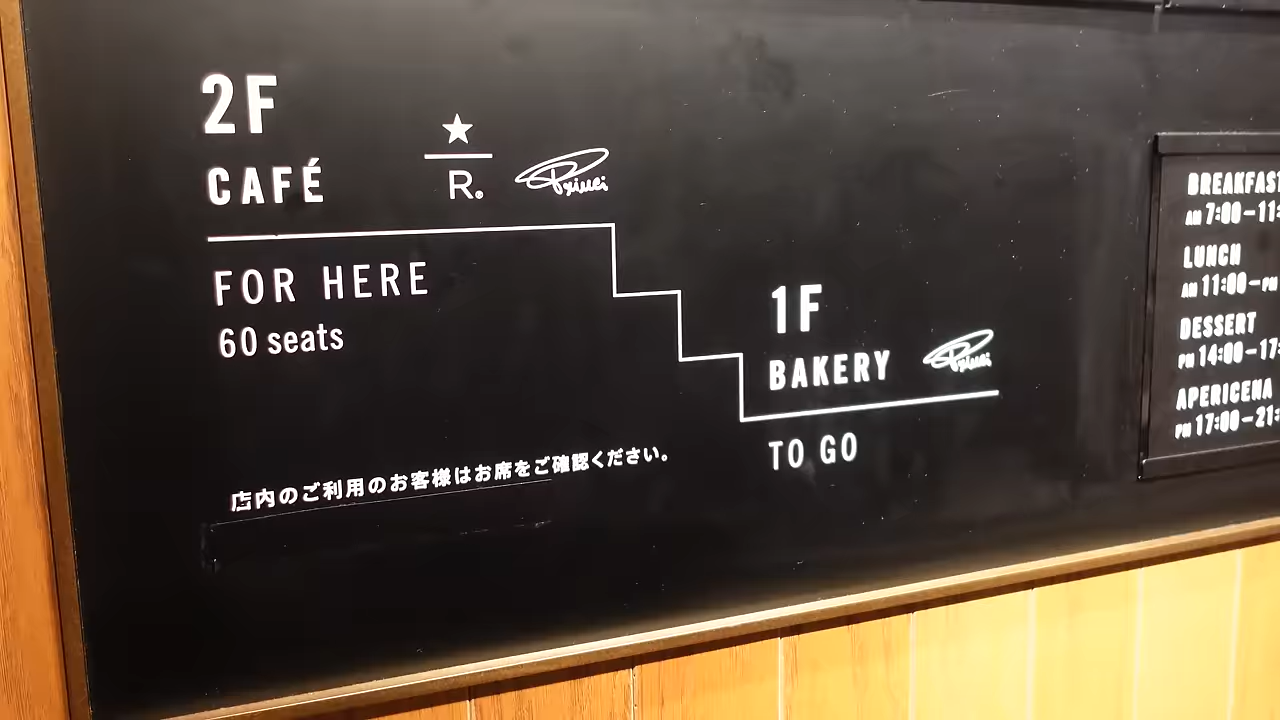 2F
CAFÉ
R.
FOR HERE
60 seats
店内のご利用のお客様はお席をご確認ください。
1F
BAKERY
TO GO
BREAKFAST
AM 7:00–11:
LUNCH
AM 11:00–PM
DESSERT
PM 14:00–17:
APERICENA
PM 17:00–21: